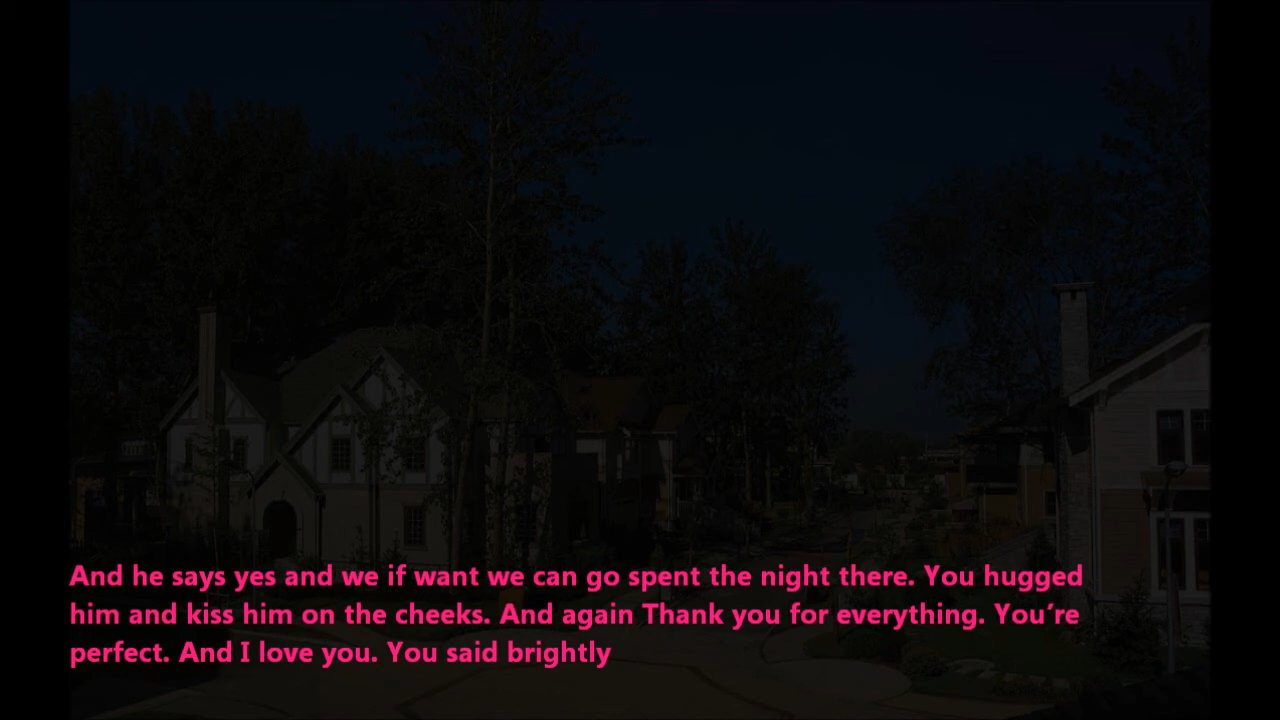 And he says yes and we if want we can go spent the night there. You hugged
him and kiss him on the cheeks. And again Thank you for everything. You’re
perfect. And I love you. You said brightly